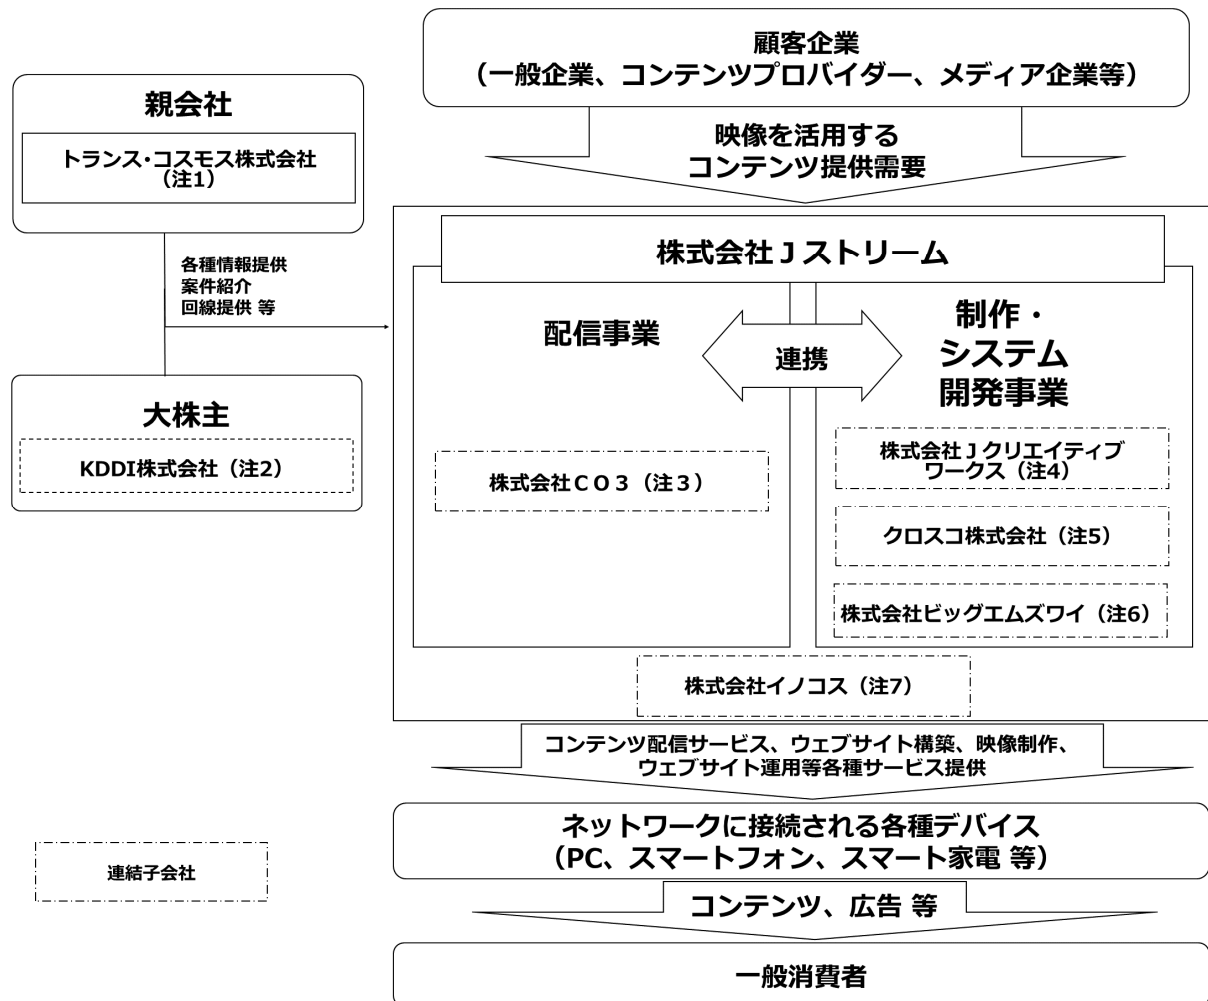 顧客企業
（一般企業、コンテンツプロバイダー、メディア企業等）
親会社
トランス・コスモス株式会社
（注1）
映像を活用する
コンテンツ提供需要
各種情報提供
案件紹介
回線提供 等
大株主
KDDI株式会社（注2）
株式会社Ｊストリーム
配信事業
連携
制作・
システム
開発事業
株式会社ＣＯ３（注３）
株式会社Ｊクリエイティブ
ワークス（注4）
クロスコ株式会社（注5）
株式会社ビッグエムズワイ（注6）
株式会社イノコス（注7）
コンテンツ配信サービス、ウェブサイト構築、映像制作、
ウェブサイト運用等各種サービス提供
ネットワークに接続される各種デバイス
（PC、スマートフォン、スマート家電 等）
連結子会社
コンテンツ、広告 等
一般消費者